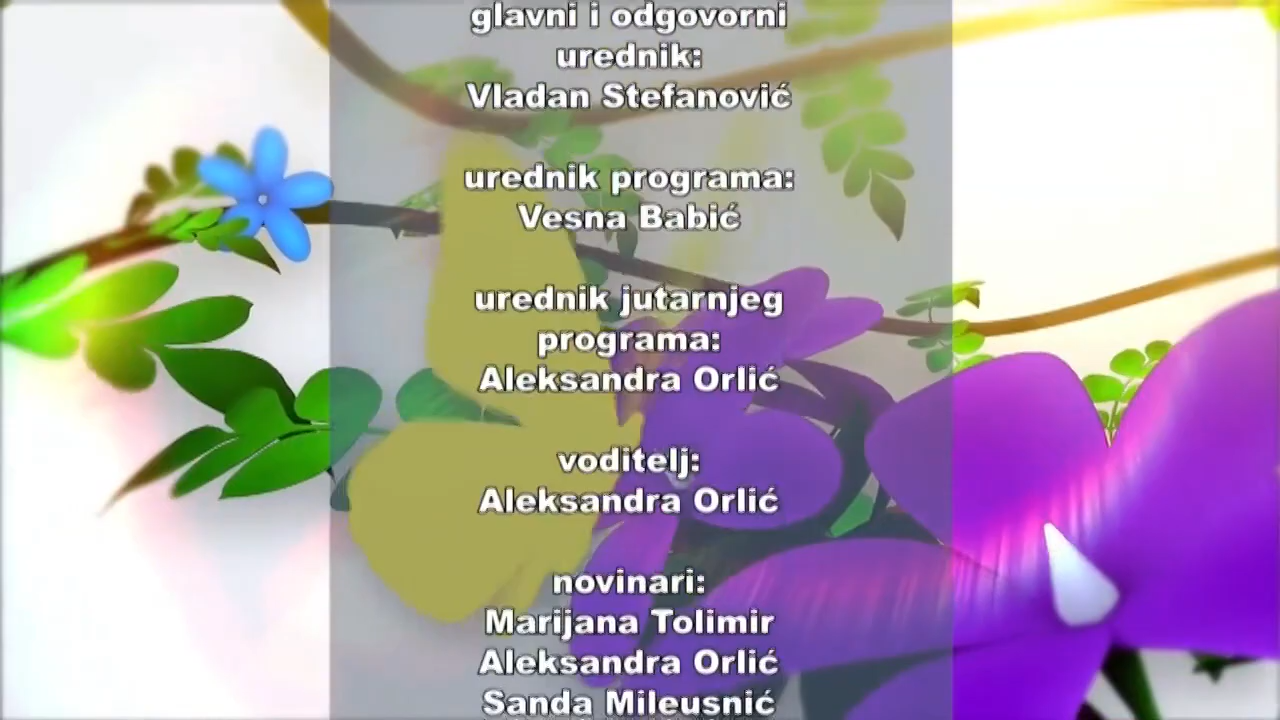 glavni i odgovorni
urednik:
Vladan Stefanović
urednik programa:
Vesna Babić
urednik jutarnjeg
programa:
Aleksandra Orlić
voditelj:
Aleksandra Orlić
novinari:
Marijana Tolimir
Aleksandra Orlić
Sanda Mileusnić